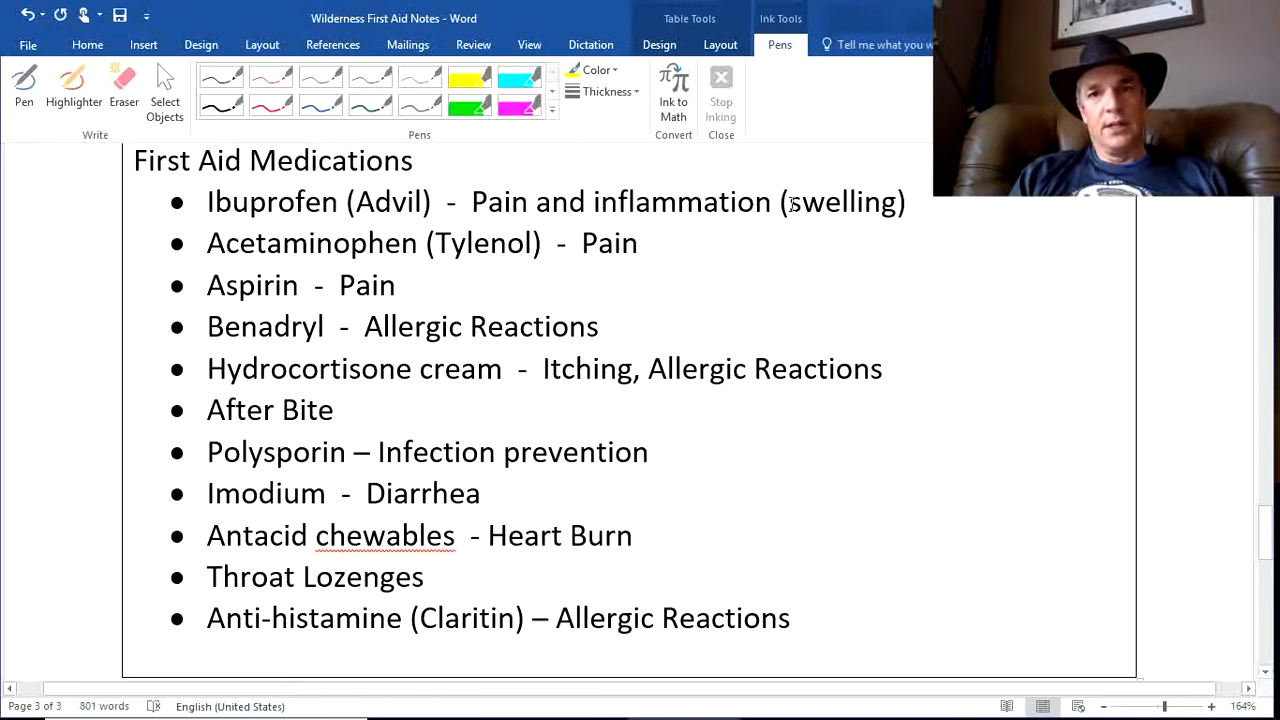 Wilderness First Aid Notes - Word
Table Tools
Ink Tools
File
Home
Insert
Design
Layout
References
Mailings
Review
View
Dictation
Design
Layout
Pens
Tell me what you w
Pen
Highlighter
Eraser
Select Objects
Color
Thickness
Ink to Math
Stop Inking
Write
Pens
Convert
Close
First Aid Medications
● Ibuprofen (Advil) - Pain and inflammation (swelling)
● Acetaminophen (Tylenol) - Pain
● Aspirin - Pain
● Benadryl - Allergic Reactions
● Hydrocortisone cream - Itching, Allergic Reactions
● After Bite
● Polysporin – Infection prevention
● Imodium - Diarrhea
● Antacid chewables - Heart Burn
● Throat Lozenges
● Anti-histamine (Claritin) – Allergic Reactions
Page 3 of 3
801 words
English (United States)
164%